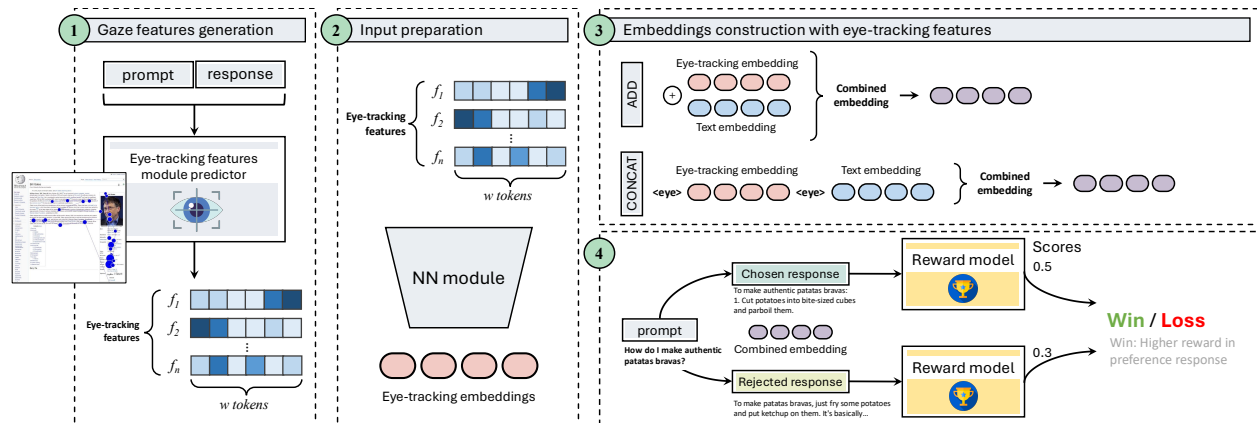 1 Gaze features generation
prompt response
Eye-tracking features
module predictor
Eye-tracking
features
f1
f2
⋮
fn
w tokens
2 Input preparation
Eye-tracking
features
f1
f2
⋮
fn
w tokens
NN module
Eye-tracking embeddings
3 Embeddings construction with eye-tracking features
ADD
Eye-tracking embedding
+
Text embedding
Combined
embedding
CONCAT
Eye-tracking embedding Text embedding
<eye> <eye>
Combined
embedding
4
prompt
How do I make authentic
patatas bravas?
Chosen response
To make authentic patatas bravas:
1. Cut potatoes into bite-sized cubes
and parboil them.
Combined embedding
Rejected response
To make patatas bravas, just fry some potatoes
and put ketchup on them. It's basically...
Reward model
Reward model
Scores
0.5
0.3
Win / Loss
Win: Higher reward in
preference response